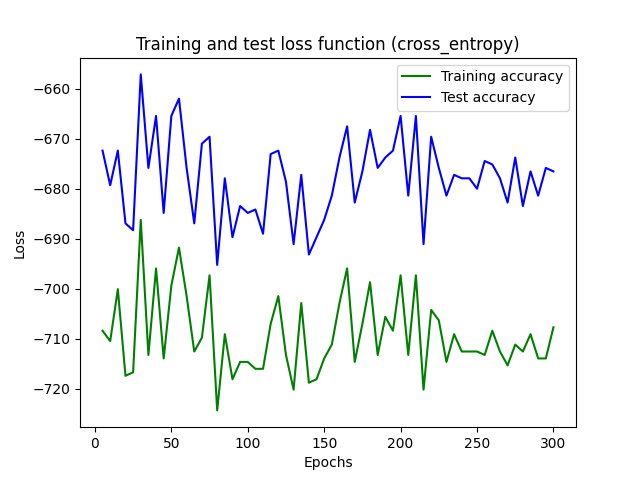 Training and test loss function (cross_entropy)
Training accuracy
Test accuracy
−660
−670
−680
−690
−700
−710
−720
Loss
0
50
100
150
200
250
300
Epochs